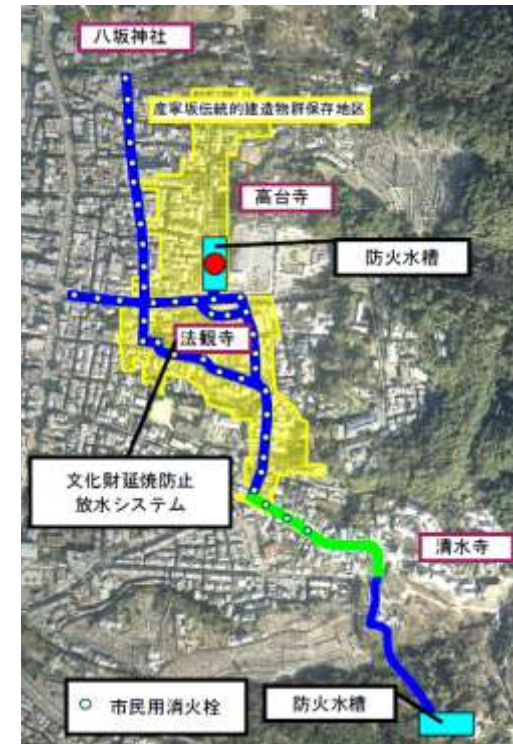 八坂神社
産寧坂伝統的建造物群保存地区
高台寺
防火水槽
法観寺
文化財延焼防止
放水システム
清水寺
市民用消火栓
防火水槽